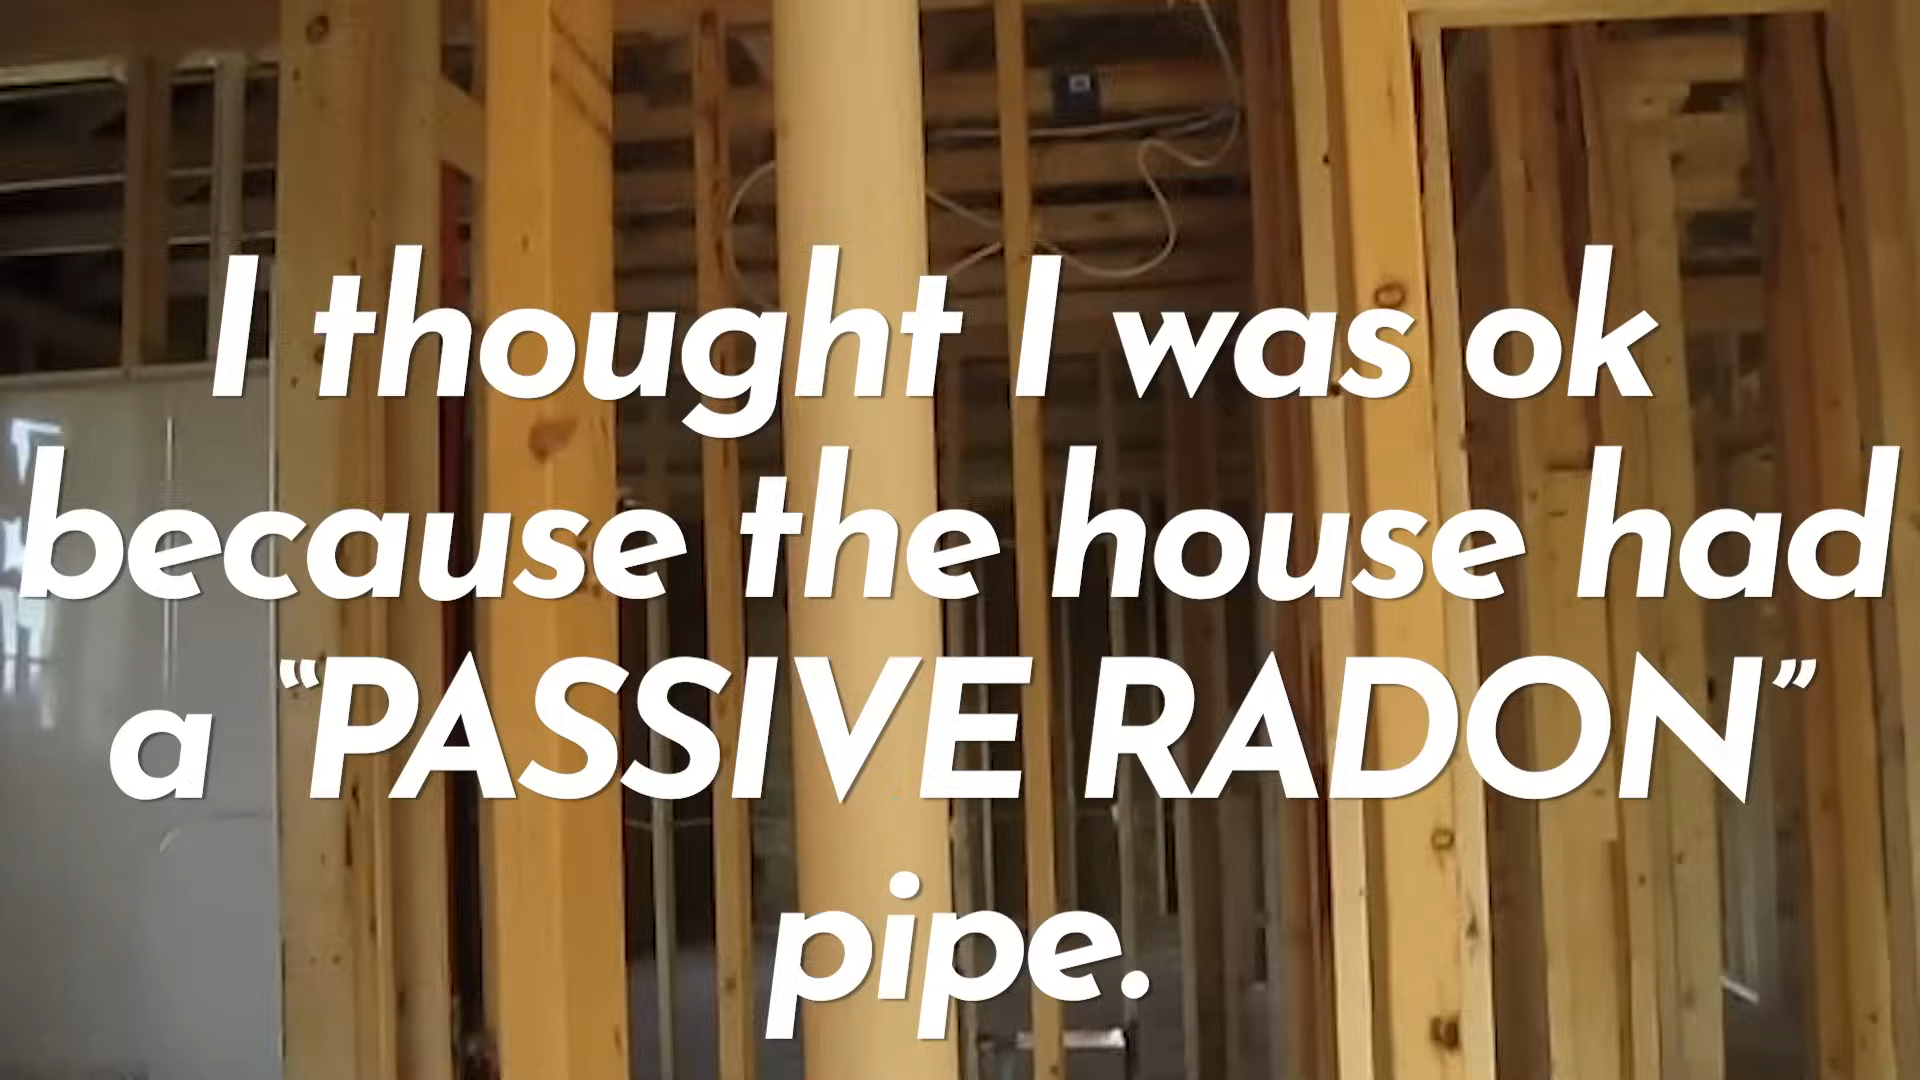 I thought I was ok
because the house had
a “PASSIVE RADON”
pipe.